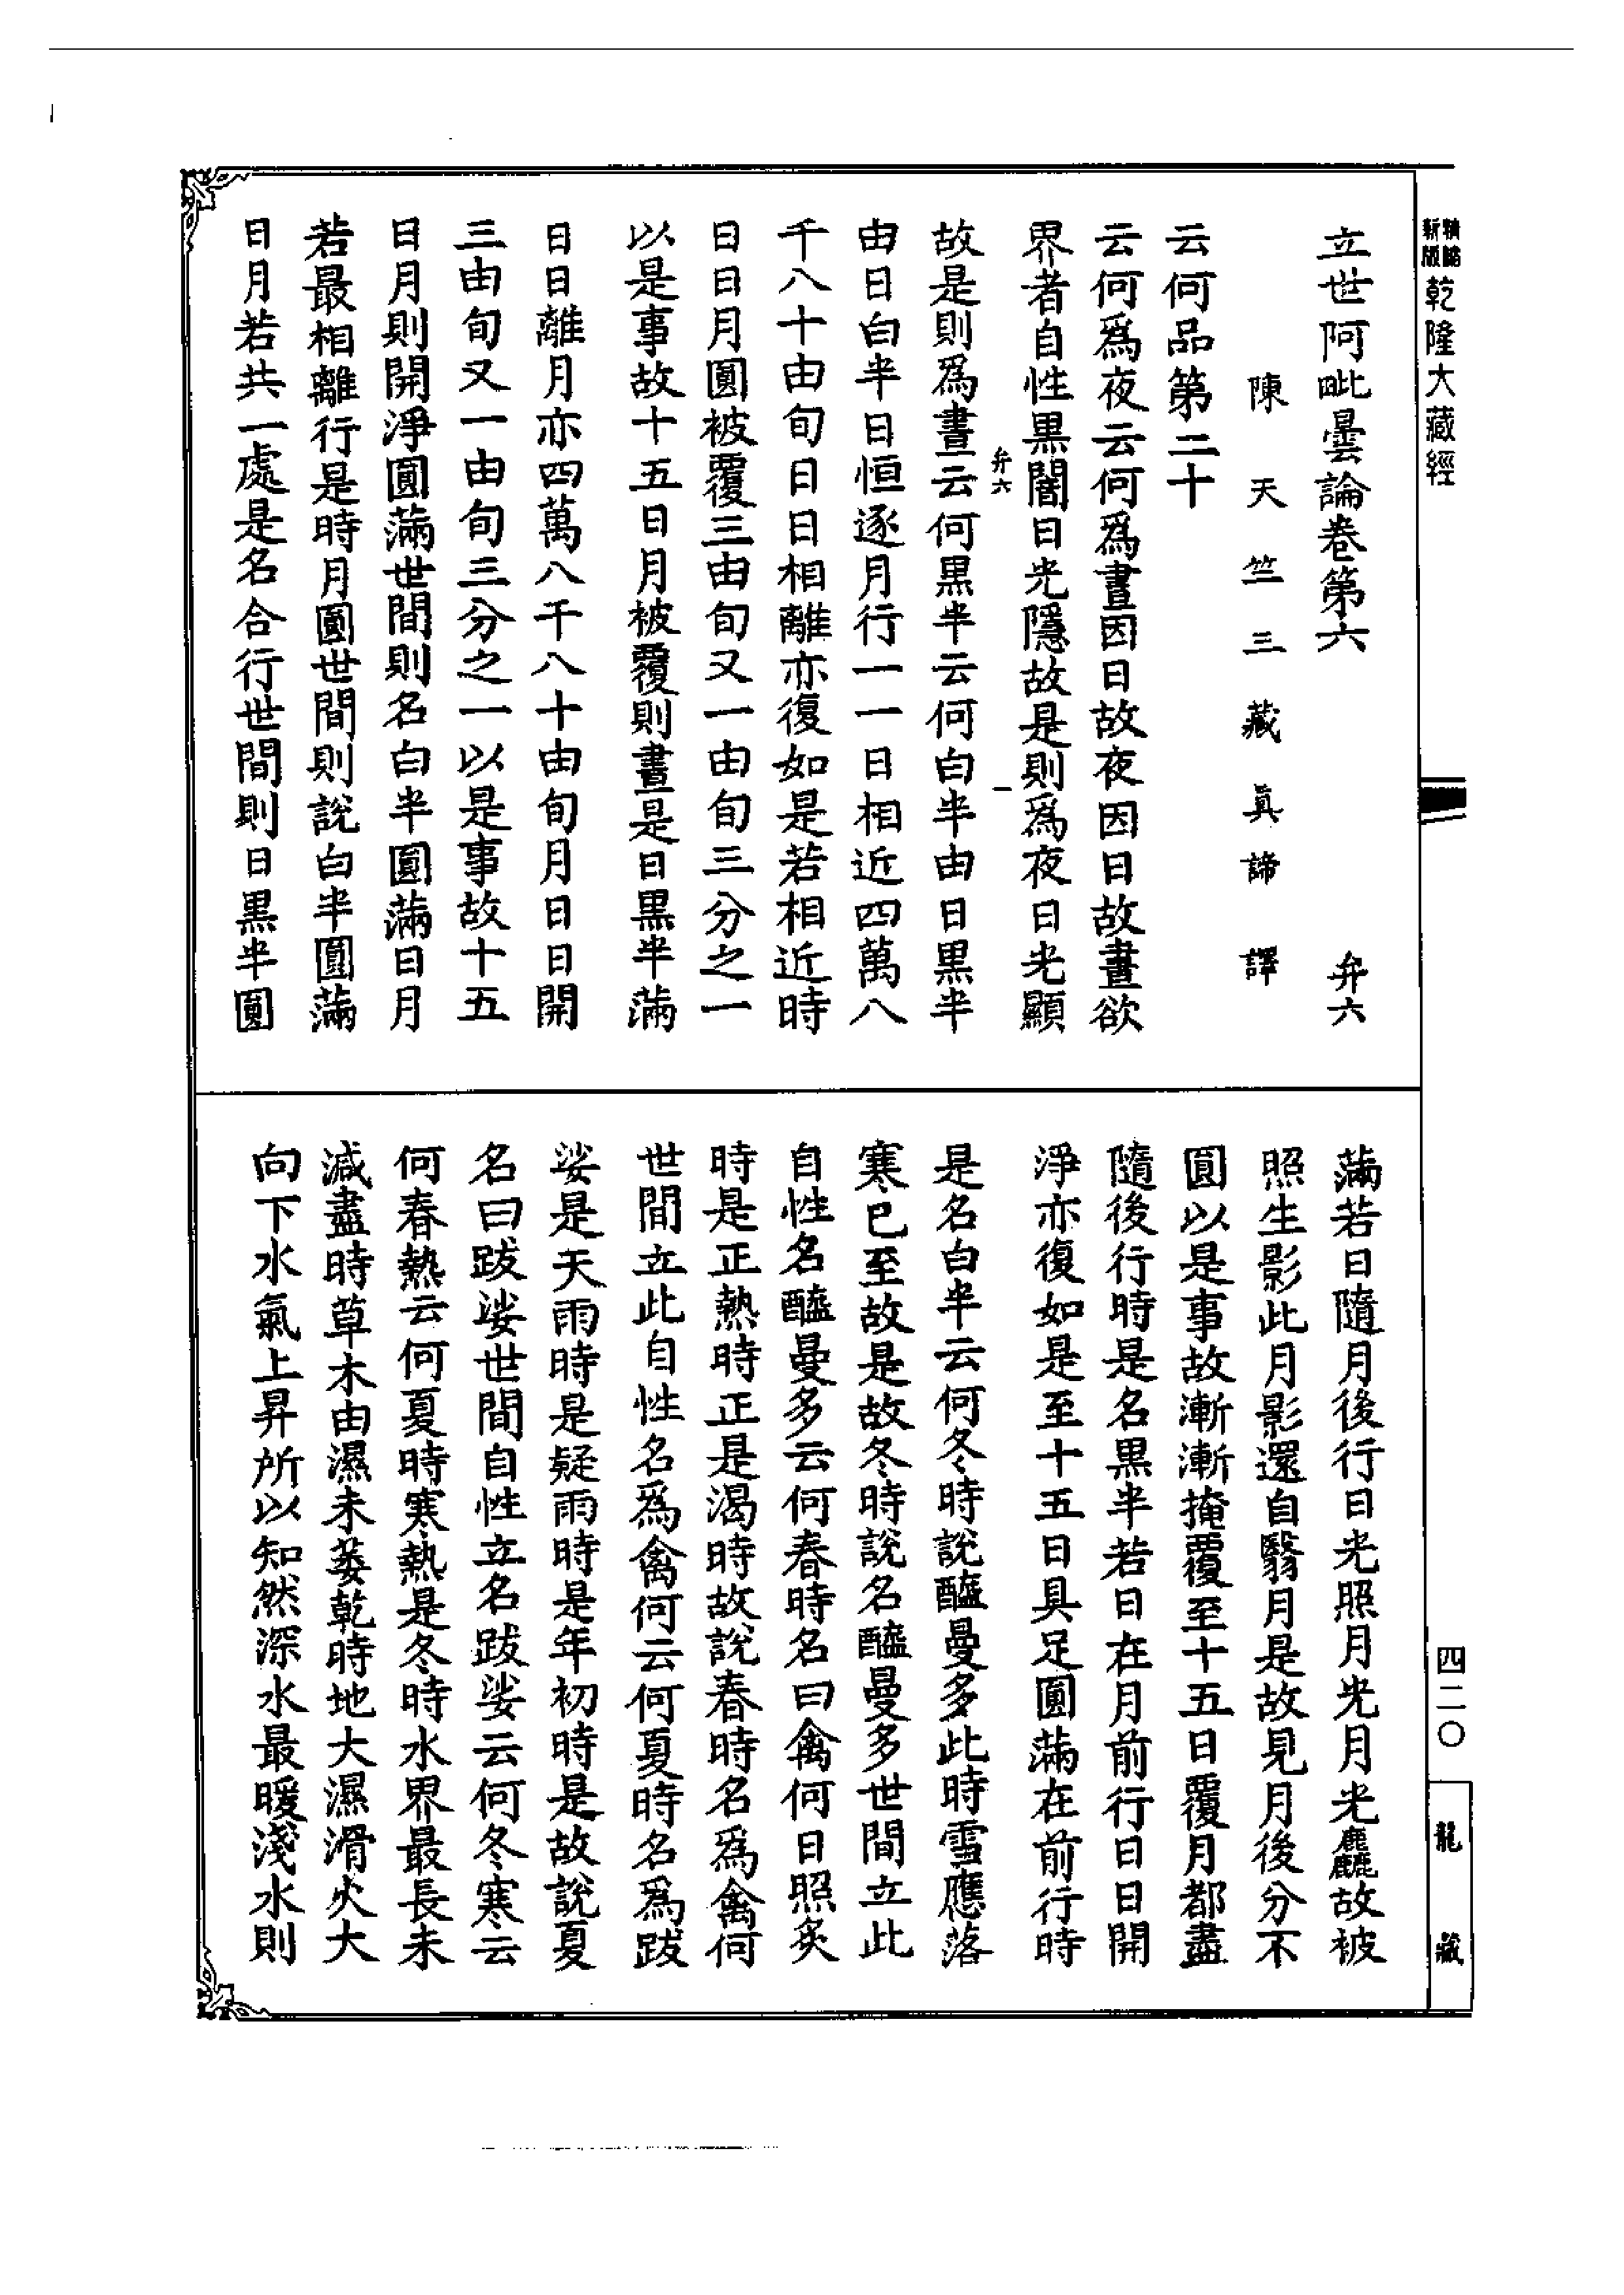 新版
精縮
乾隆大藏經
立世阿毗曇論卷第六 弁六
陳天竺三藏真諦譯
云何品第二十
云何爲夜云何爲晝因日故夜因日故晝欲
界者自性黑闇日光隱故是則爲夜日光顯
弁六 一
故是則爲晝云何黑半云何白半由日黑半
由日白半日恒逐月行一一日相近四萬八
千八十由旬日日相離亦復如是若相近時
日日月圓被覆三由旬又一由旬三分之一
以是事故十五日月被覆則晝是日黑半滿
日日離月亦四萬八千八十由旬月日日開
三由旬又一由旬三分之一以是事故十五
日月則開淨圓滿世間則名白半圓滿日月
若最相離行是時月圓世間則說白半圓滿
日月若共一處是名合行世間則日黑半圓
滿若日隨月後行日光照月光月光麤故被
照生影此月影還自翳月是故見月後分不
圓以是事故漸漸掩覆至十五日覆月都盡
隨後行時是名黑半若日在月前行日日開
淨亦復如是至十五日具足圓滿在前行時
是名白半云何冬時說醯曼多此時雪應落
寒已至故是故冬時說名醯曼多世間立此
自性名醯曼多云何春時名曰禽何日照炙
時是正熱時正是渴時故說春時名爲禽何
世間立此自性名爲禽何云何夏時名爲跋
娑是天雨時是疑雨時是年初時是故說夏
名曰跋娑世間自性立名跋娑云何冬寒云
何春熱云何夏時寒熱是冬時水界最長未
減盡時草木由濕未萎乾時地大濕滑火大
向下水氣上昇所以知然深水最暖淺水則
四二〇
龍藏